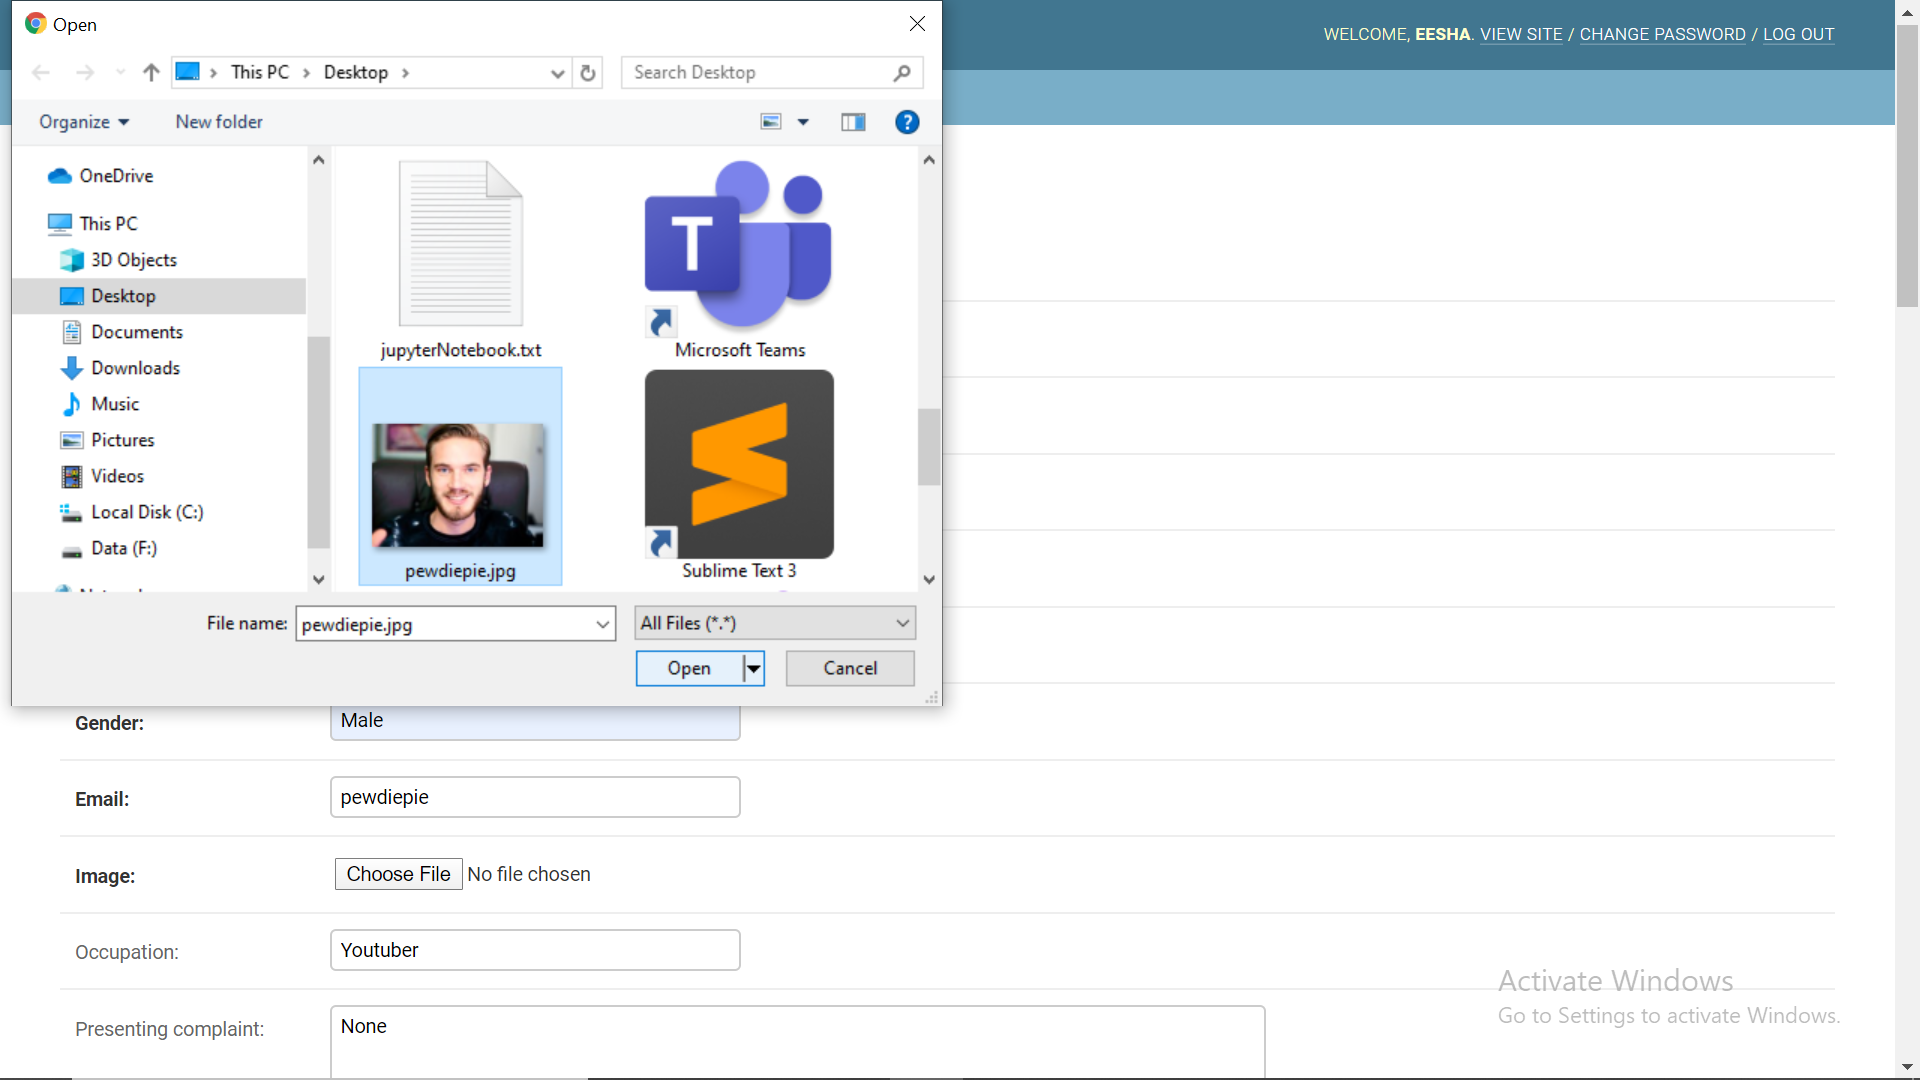 Open
WELCOME, EESHA. VIEW SITE / CHANGE PASSWORD / LOG OUT
This PC
Desktop
Search Desktop
Organize
New folder
?
OneDrive
This PC
3D Objects
Desktop
Documents
Downloads
Music
Pictures
Videos
Local Disk (C:)
Data (F:)
jupyterNotebook.txt
T
Microsoft Teams
pewdiepie.jpg
Sublime Text 3
File name:
pewdiepie.jpg
All Files (*.*)
Open
Cancel
Gender:
Male
Email:
pewdiepie
Image:
Choose File No file chosen
Occupation:
Youtuber
Presenting complaint:
None
Activate Windows
Go to Settings to activate Windows.